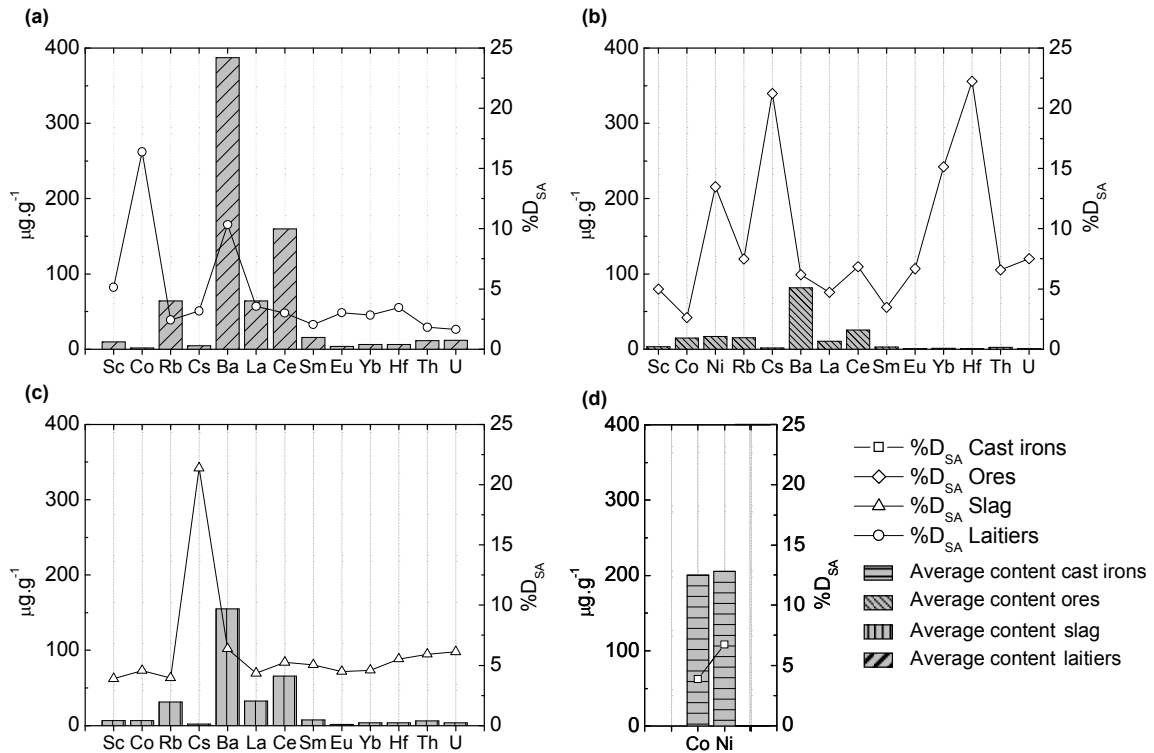 (a)
400
300
200
100
0
µg.g-1
25
20
15
10
5
0
%DSA
Sc Co Rb Cs Ba La Ce Sm Eu Yb Hf Th U
(b)
400
300
200
100
0
µg.g-1
25
20
15
10
5
0
%DSA
Sc Co Ni Rb Cs Ba La Ce Sm Eu Yb Hf Th U
(c)
400
300
200
100
0
µg.g-1
25
20
15
10
5
0
%DSA
Sc Co Rb Cs Ba La Ce Sm Eu Yb Hf Th U
(d)
400
300
200
100
0
µg.g-1
25
20
15
10
5
0
%DSA
Co Ni
%DSA Cast irons
%DSA Ores
%DSA Slag
%DSA Laitiers
Average content cast irons
Average content ores
Average content slag
Average content laitiers